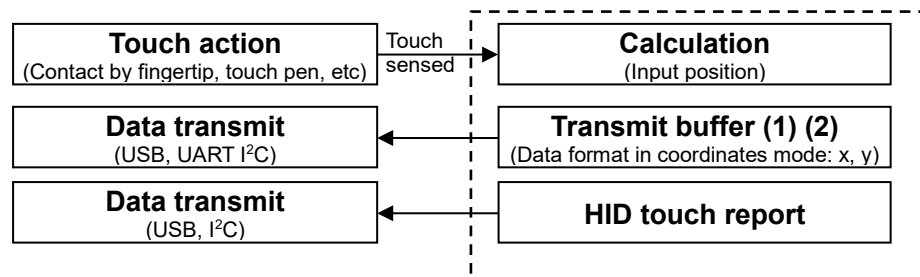 Touch action
(Contact by fingertip, touch pen, etc)
Touch
sensed
Calculation
(Input position)
Data transmit
(USB, UART I²C)
Transmit buffer (1) (2)
(Data format in coordinates mode: x, y)
Data transmit
(USB, I²C)
HID touch report